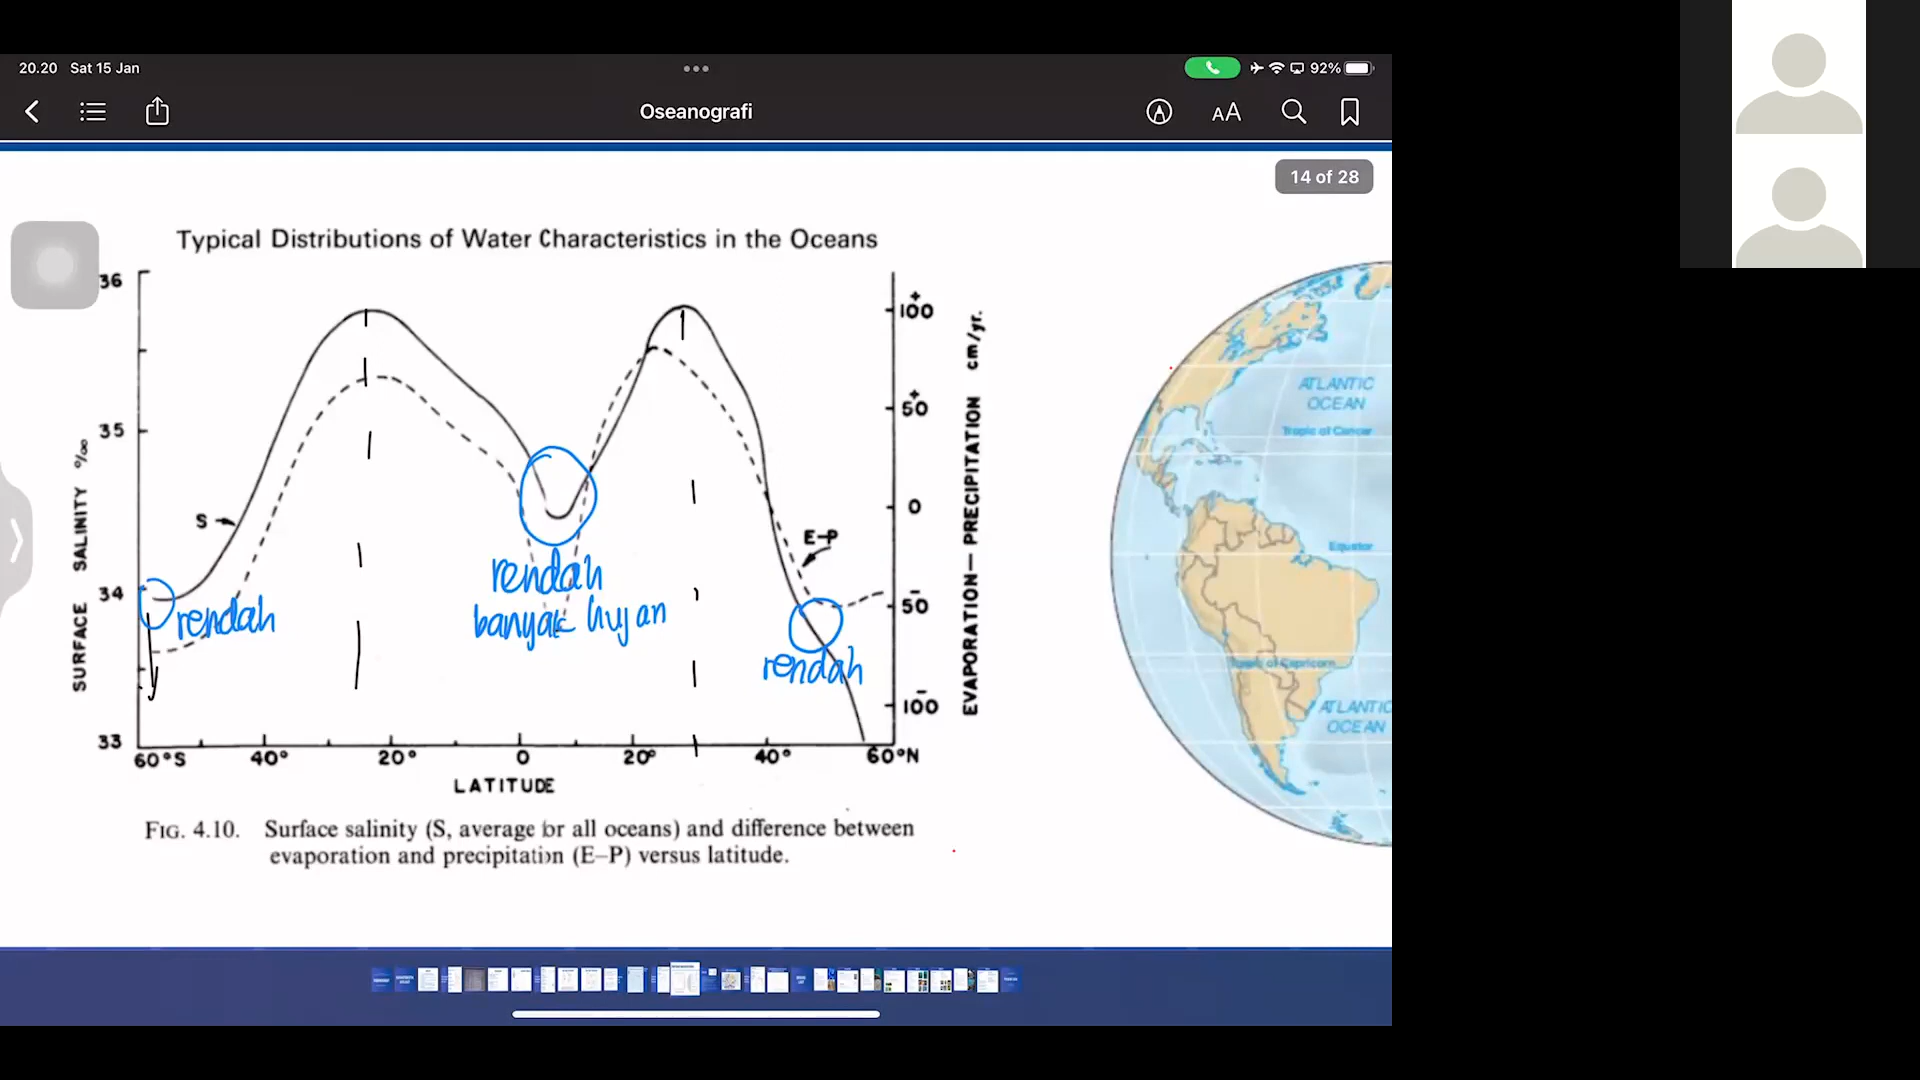 20.20 Sat 15 Jan
92%
Oseanografi
AA
14 of 28
Typical Distributions of Water Characteristics in the Oceans
36
35
34
33
SURFACE SALINITY ‰
S
E-P
+
100
+
50
0
-
50
-
100
EVAPORATION—PRECIPITATION cm/yr.
rendah
rendah
banyak hujan
rendah
60°S 40° 20° 0 20° 40° 60°N
LATITUDE
FIG. 4.10. Surface salinity (S, average for all oceans) and difference between
evaporation and precipitation (E–P) versus latitude.
ATLANTIC
OCEAN
Tropic of Cancer
Equator
Tropic of Capricorn
ATLANTIC
OCEAN